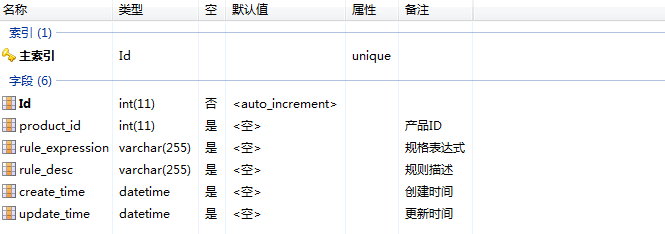 名称 类型 空 默认值 属性 备注
索引 (1)
主索引 Id unique
字段 (6)
Id int(11) 否 <auto_increment>
product_id int(11) 是 <空> 产品ID
rule_expression varchar(255) 是 <空> 规格表达式
rule_desc varchar(255) 是 <空> 规则描述
create_time datetime 是 <空> 创建时间
update_time datetime 是 <空> 更新时间